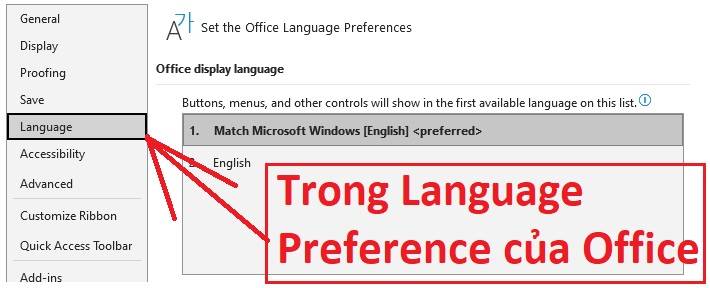 General
Display
Proofing
Save
Language
Accessibility
Advanced
Customize Ribbon
Quick Access Toolbar
Add-ins
A가 Set the Office Language Preferences
Office display language
Buttons, menus, and other controls will show in the first available language on this list.
1. Match Microsoft Windows [English] <preferred>
2. English
Trong Language
Preference của Office